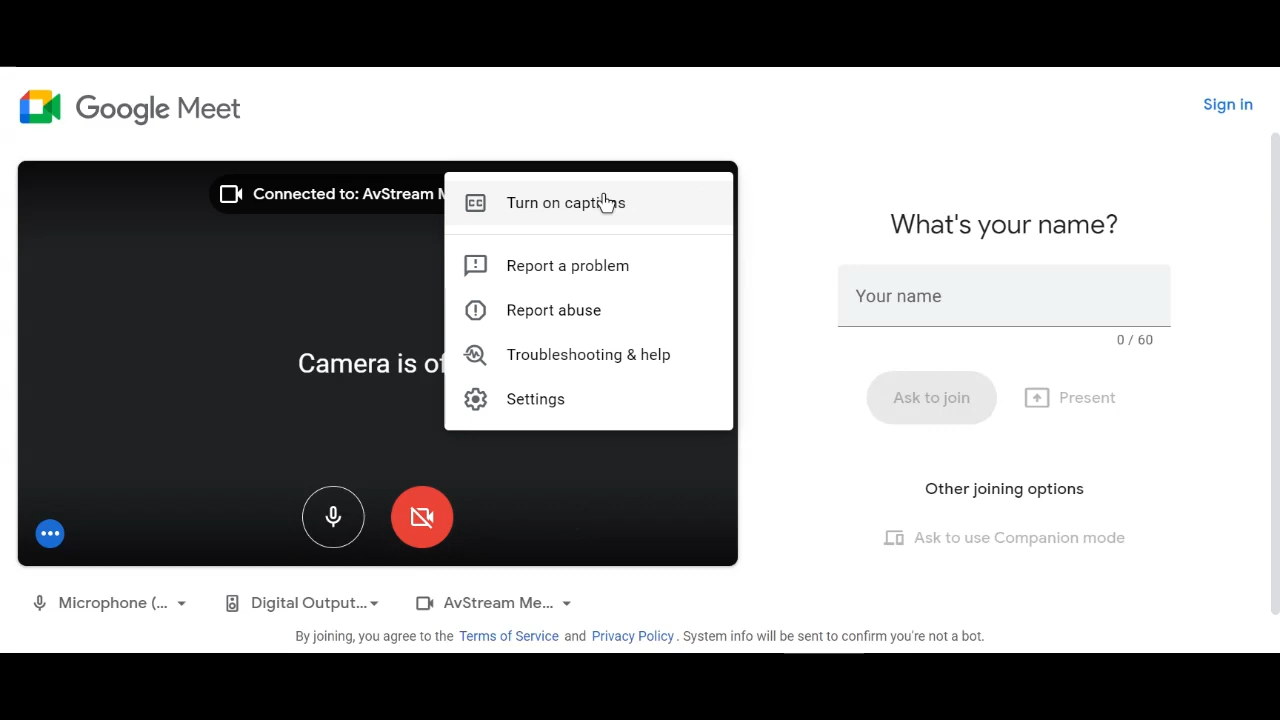 Google Meet
Sign in
Connected to: AvStream M
Turn on captions
Report a problem
Report abuse
Troubleshooting & help
Settings
Camera is of
What's your name?
Your name
0 / 60
Ask to join
Present
Other joining options
Ask to use Companion mode
Microphone (...
Digital Output...
AvStream Me...
By joining, you agree to the Terms of Service and Privacy Policy. System info will be sent to confirm you're not a bot.